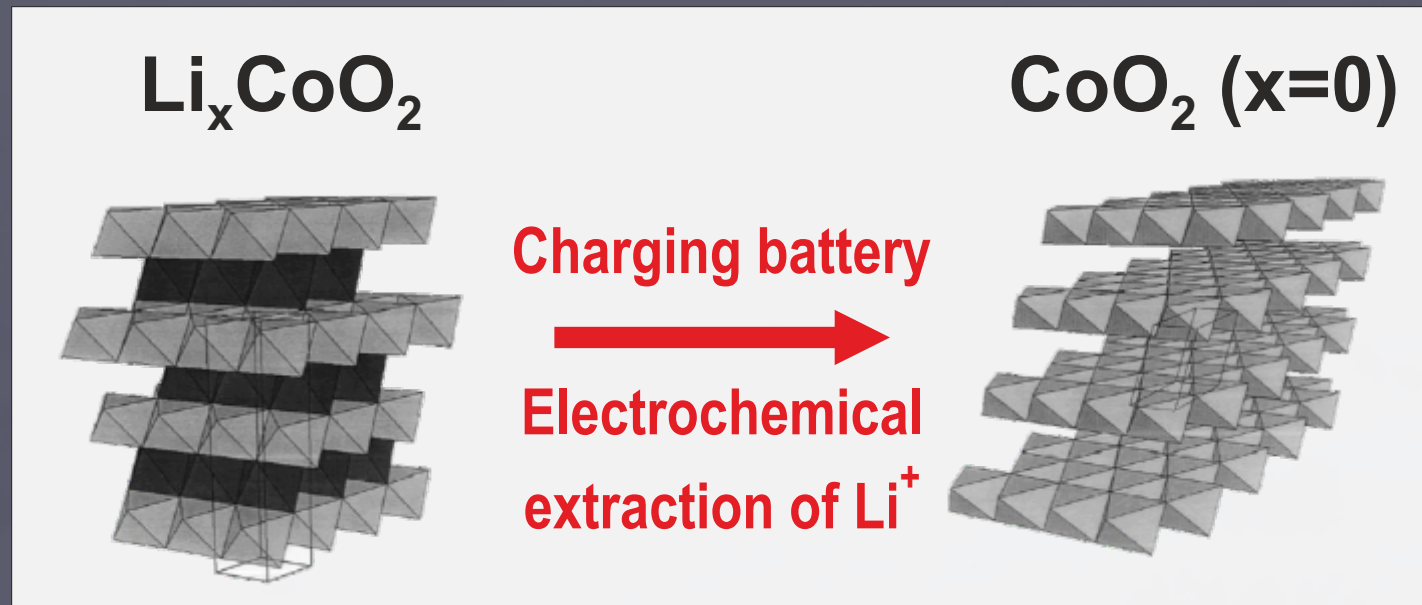 LiₓCoO₂
CoO₂ (x=0)
Charging battery
Electrochemical
extraction of Li⁺